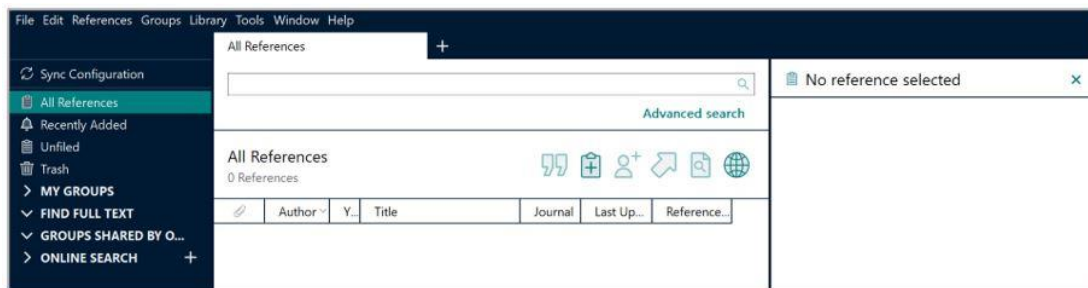 File Edit References Groups Library Tools Window Help
All References
Sync Configuration
All References
Recently Added
Unfiled
Trash
MY GROUPS
FIND FULL TEXT
GROUPS SHARED BY O...
ONLINE SEARCH +
Advanced search
All References
0 References
Author Y... Title Journal Last Up... Reference...
No reference selected